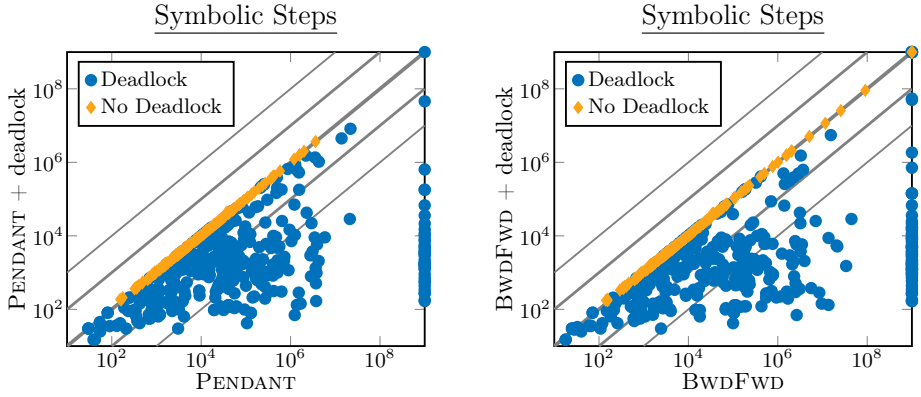 Symbolic Steps
Deadlock
No Deadlock
10^8
10^6
10^4
10^2
10^2 10^4 10^6 10^8
PENDANT
PENDANT + deadlock
Symbolic Steps
Deadlock
No Deadlock
10^8
10^6
10^4
10^2
10^2 10^4 10^6 10^8
BWDFWD
BWDFWD + deadlock